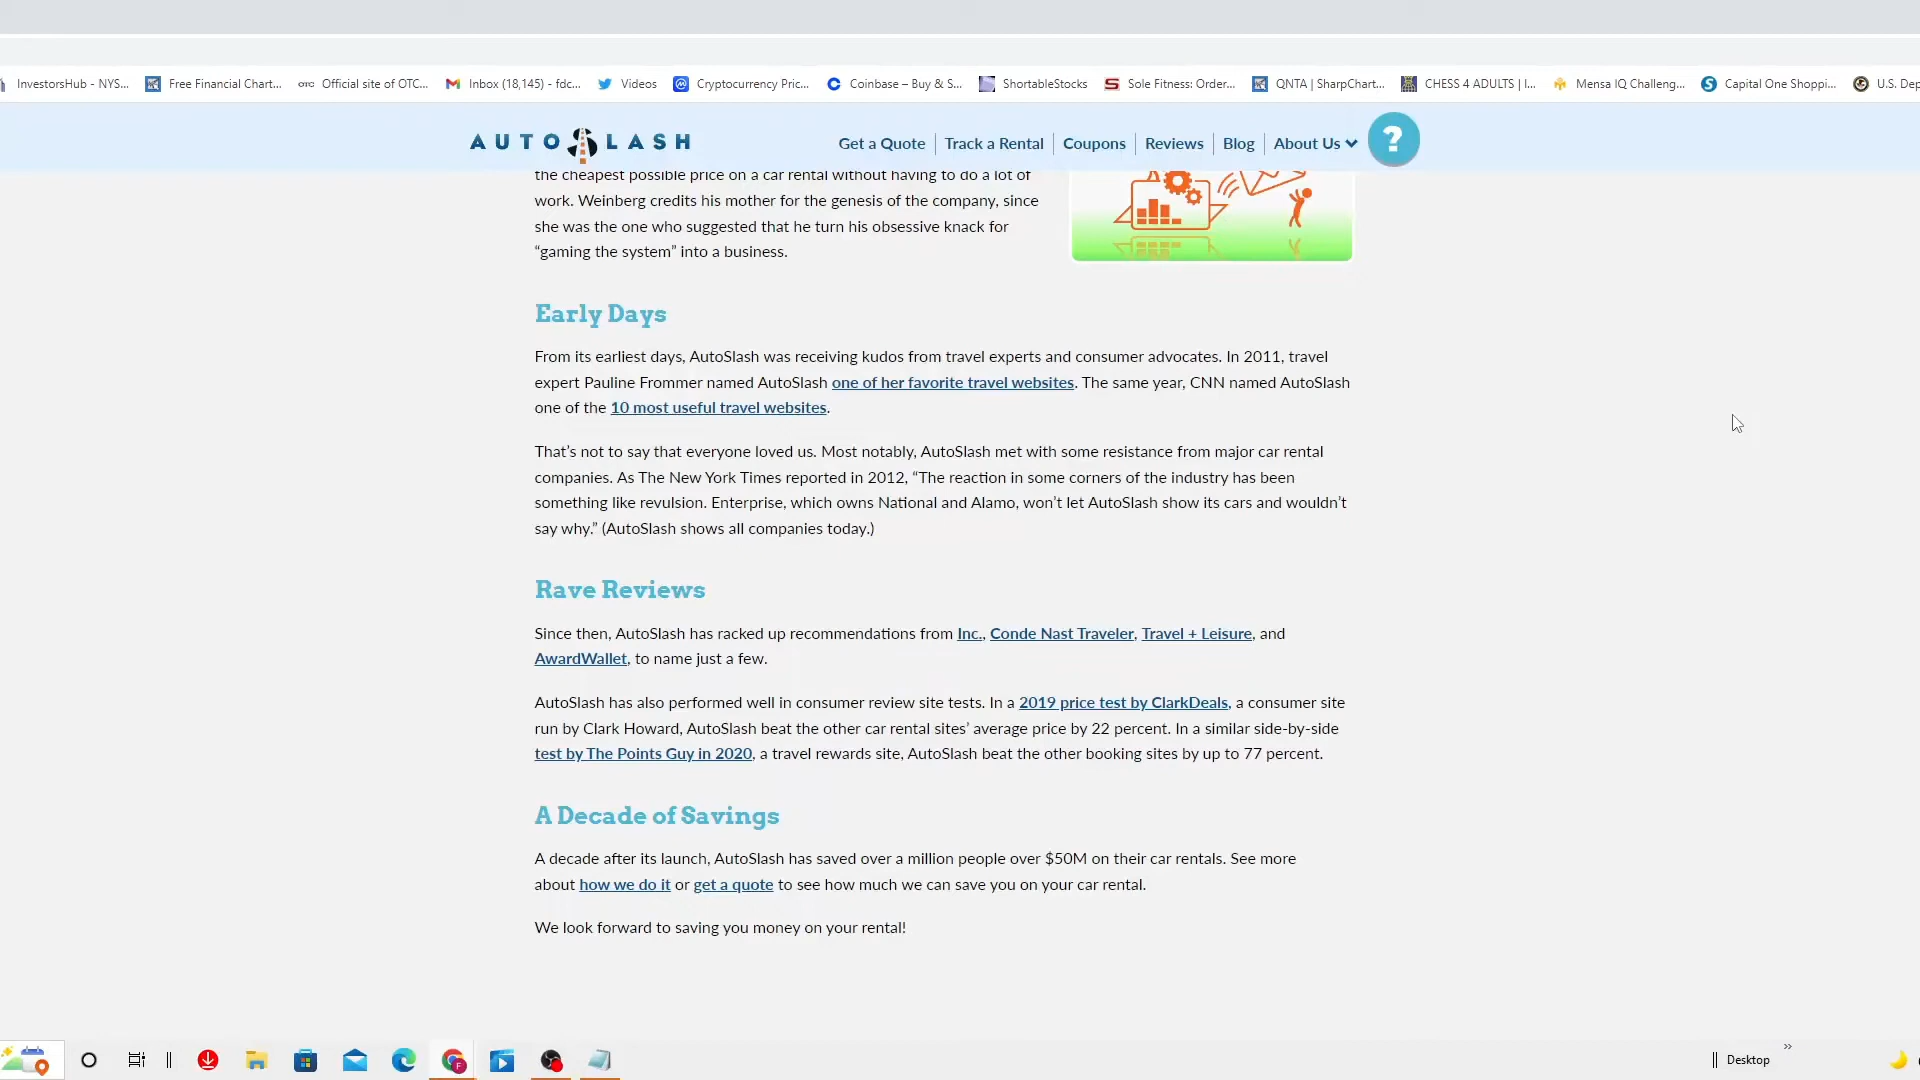 InvestorsHub - NYS...
Free Financial Chart...
OTC Official site of OTC...
Inbox (18,145) - fdc...
Videos
Cryptocurrency Pric...
Coinbase – Buy & S...
ShortableStocks
Sole Fitness: Order...
QNTA | SharpChart...
CHESS 4 ADULTS | I...
Mensa IQ Challeng...
Capital One Shoppi...
U.S. Dep
AUTOSLASH
Get a Quote
Track a Rental
Coupons
Reviews
Blog
About Us
?
the cheapest possible price on a car rental without having to do a lot of
work. Weinberg credits his mother for the genesis of the company, since
she was the one who suggested that he turn his obsessive knack for
“gaming the system” into a business.
Early Days
From its earliest days, AutoSlash was receiving kudos from travel experts and consumer advocates. In 2011, travel
expert Pauline Frommer named AutoSlash one of her favorite travel websites. The same year, CNN named AutoSlash
one of the 10 most useful travel websites.
That’s not to say that everyone loved us. Most notably, AutoSlash met with some resistance from major car rental
companies. As The New York Times reported in 2012, “The reaction in some corners of the industry has been
something like revulsion. Enterprise, which owns National and Alamo, won’t let AutoSlash show its cars and wouldn’t
say why.” (AutoSlash shows all companies today.)
Rave Reviews
Since then, AutoSlash has racked up recommendations from Inc., Conde Nast Traveler, Travel + Leisure, and
AwardWallet, to name just a few.
AutoSlash has also performed well in consumer review site tests. In a 2019 price test by ClarkDeals, a consumer site
run by Clark Howard, AutoSlash beat the other car rental sites’ average price by 22 percent. In a similar side-by-side
test by The Points Guy in 2020, a travel rewards site, AutoSlash beat the other booking sites by up to 77 percent.
A Decade of Savings
A decade after its launch, AutoSlash has saved over a million people over $50M on their car rentals. See more
about how we do it or get a quote to see how much we can save you on your car rental.
We look forward to saving you money on your rental!
F
Desktop